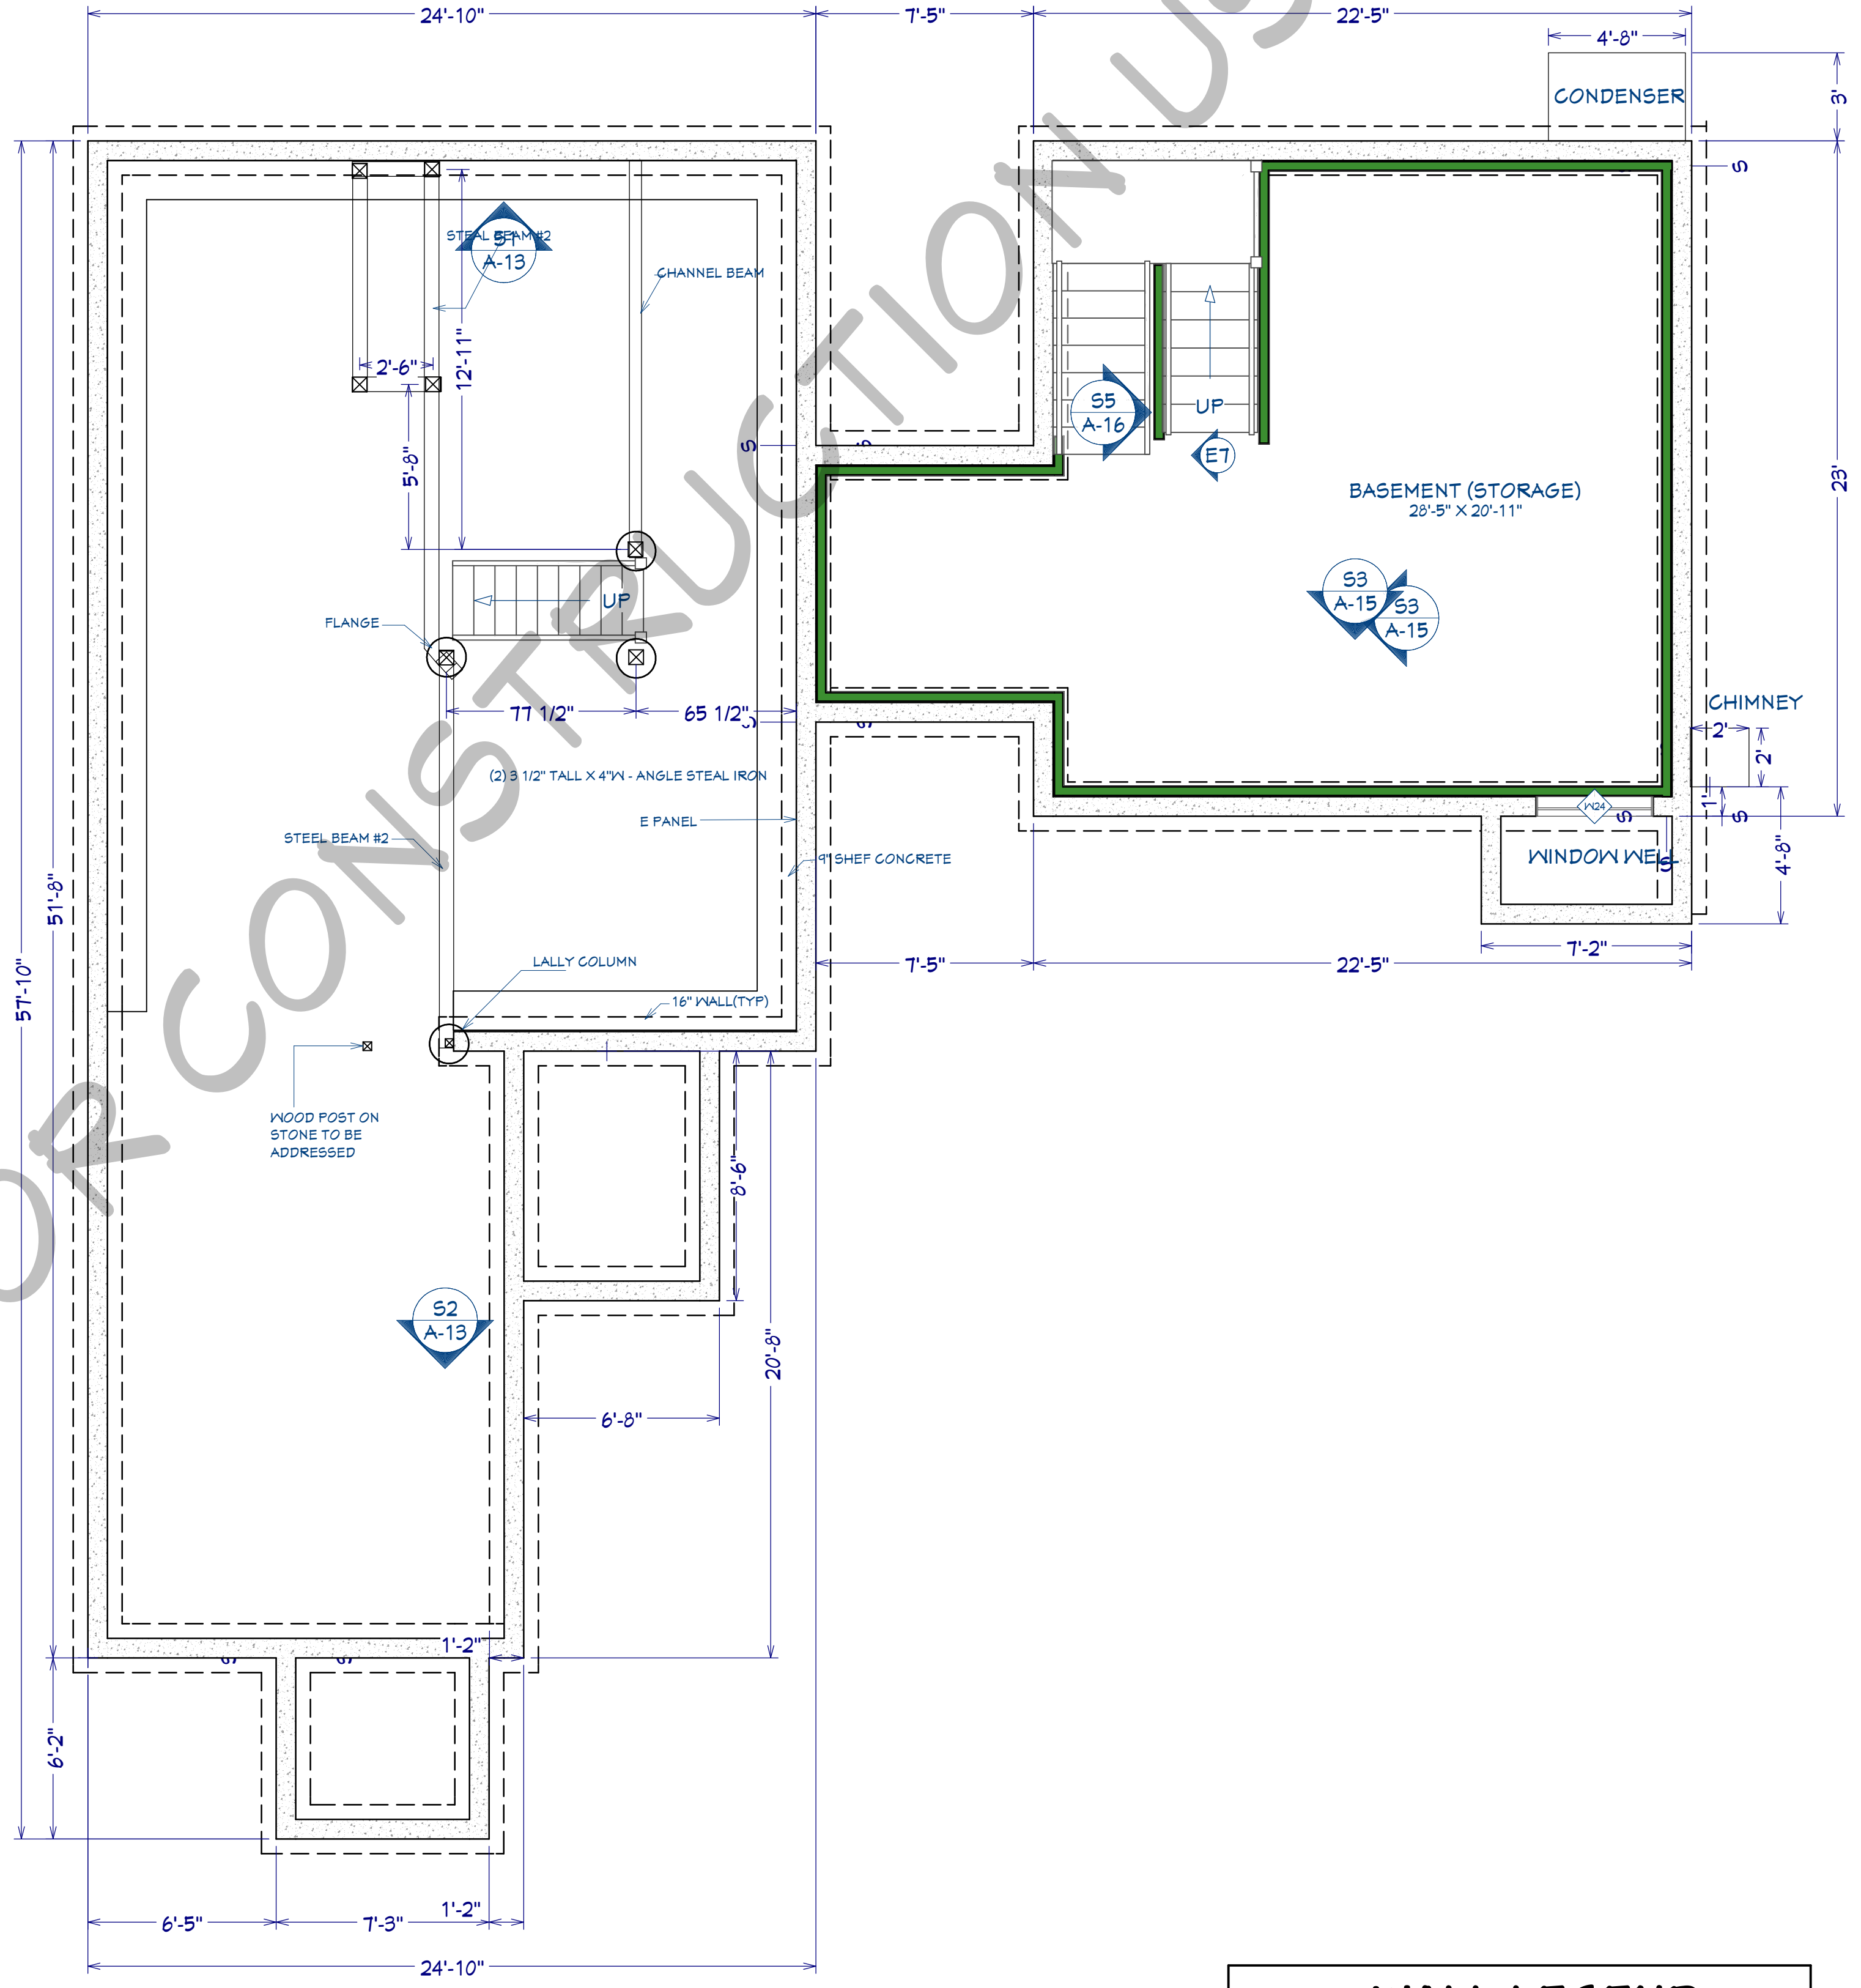 24'-10"
7'-5"
22'-5"
4'-8"
CONDENSER
3'
STEAL BEAM #2
S1
A-13
CHANNEL BEAM
2'-6"
12'-11"
5'-8"
UP
FLANGE
77 1/2"
65 1/2"
(2) 3 1/2" TALL X 4"W - ANGLE STEAL IRON
E PANEL
STEEL BEAM #2
9" SHEF CONCRETE
LALLY COLUMN
16" WALL(TYP)
WOOD POST ON
STONE TO BE
ADDRESSED
S2
A-13
S
S
S
S
S5
A-16
UP
E7
BASEMENT (STORAGE)
28'-5" X 20'-11"
S3
A-15
S3
A-15
S
23'
CHIMNEY
2'
2'
1'
S
W24
S
WINDOW WELL
S
4'-8"
7'-2"
7'-5"
22'-5"
51'-8"
57'-10"
8'-6"
20'-8"
6'-8"
1'-2"
S
S
6'-2"
6'-5"
7'-3"
1'-2"
24'-10"
OR CONSTRUCTION US